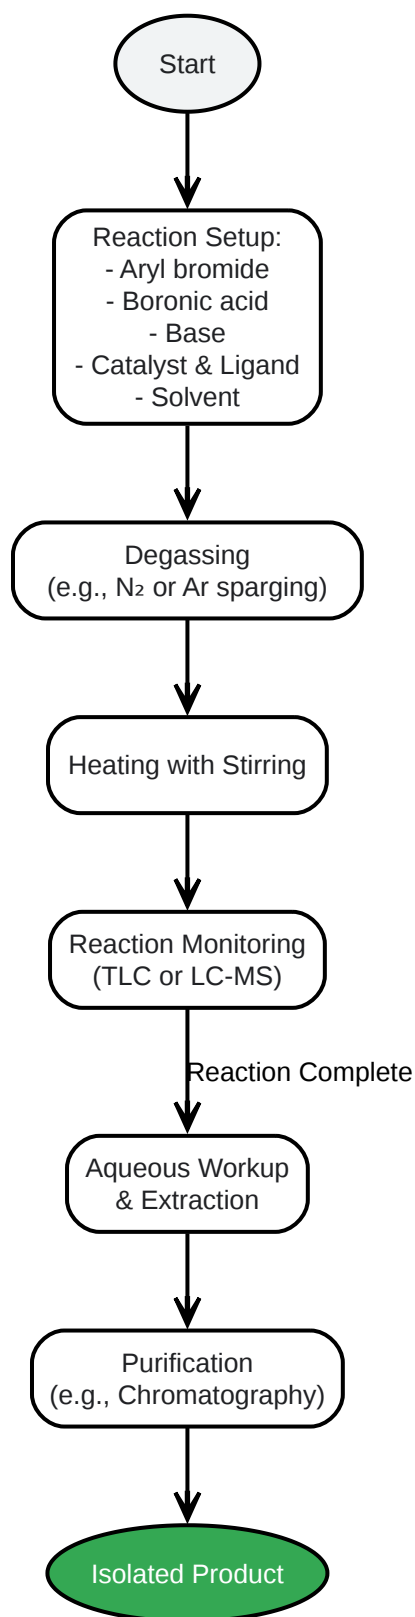 Start
Reaction Setup:
- Aryl bromide
- Boronic acid
- Base
- Catalyst & Ligand
- Solvent
Degassing
(e.g., N₂ or Ar sparging)
Heating with Stirring
Reaction Monitoring
(TLC or LC-MS)
Reaction Complete
Aqueous Workup
& Extraction
Purification
(e.g., Chromatography)
Isolated Product